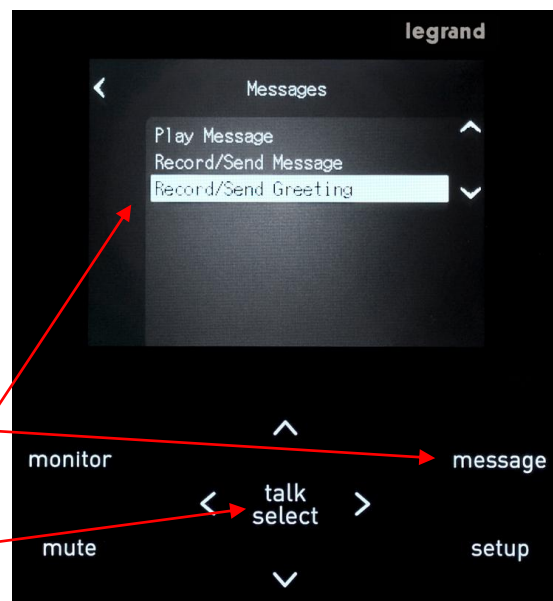 legrand
Messages
Play Message
Record/Send Message
Record/Send Greeting
monitor
message
talk
select
mute
setup